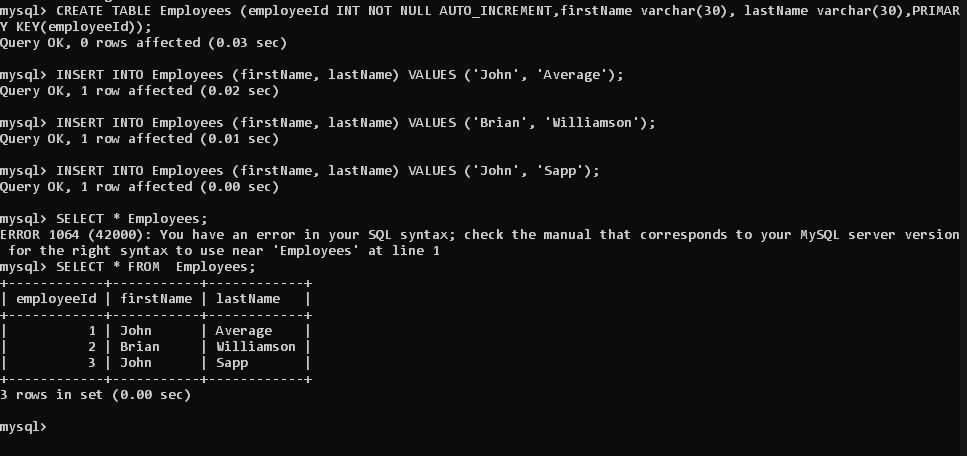 mysql> CREATE TABLE Employees (employeeId INT NOT NULL AUTO_INCREMENT,firstName varchar(30), lastName varchar(30),PRIMAR
Y KEY(employeeId));
Query OK, 0 rows affected (0.03 sec)
mysql> INSERT INTO Employees (firstName, lastName) VALUES ('John', 'Average');
Query OK, 1 row affected (0.02 sec)
mysql> INSERT INTO Employees (firstName, lastName) VALUES ('Brian', 'Williamson');
Query OK, 1 row affected (0.01 sec)
mysql> INSERT INTO Employees (firstName, lastName) VALUES ('John', 'Sapp');
Query OK, 1 row affected (0.00 sec)
mysql> SELECT * Employees;
ERROR 1064 (42000): You have an error in your SQL syntax; check the manual that corresponds to your MySQL server version
 for the right syntax to use near 'Employees' at line 1
mysql> SELECT * FROM  Employees;
+------------+-----------+------------+
| employeeId | firstName | lastName   |
+------------+-----------+------------+
|          1 | John      | Average    |
|          2 | Brian     | Williamson |
|          3 | John      | Sapp       |
+------------+-----------+------------+
3 rows in set (0.00 sec)
mysql>